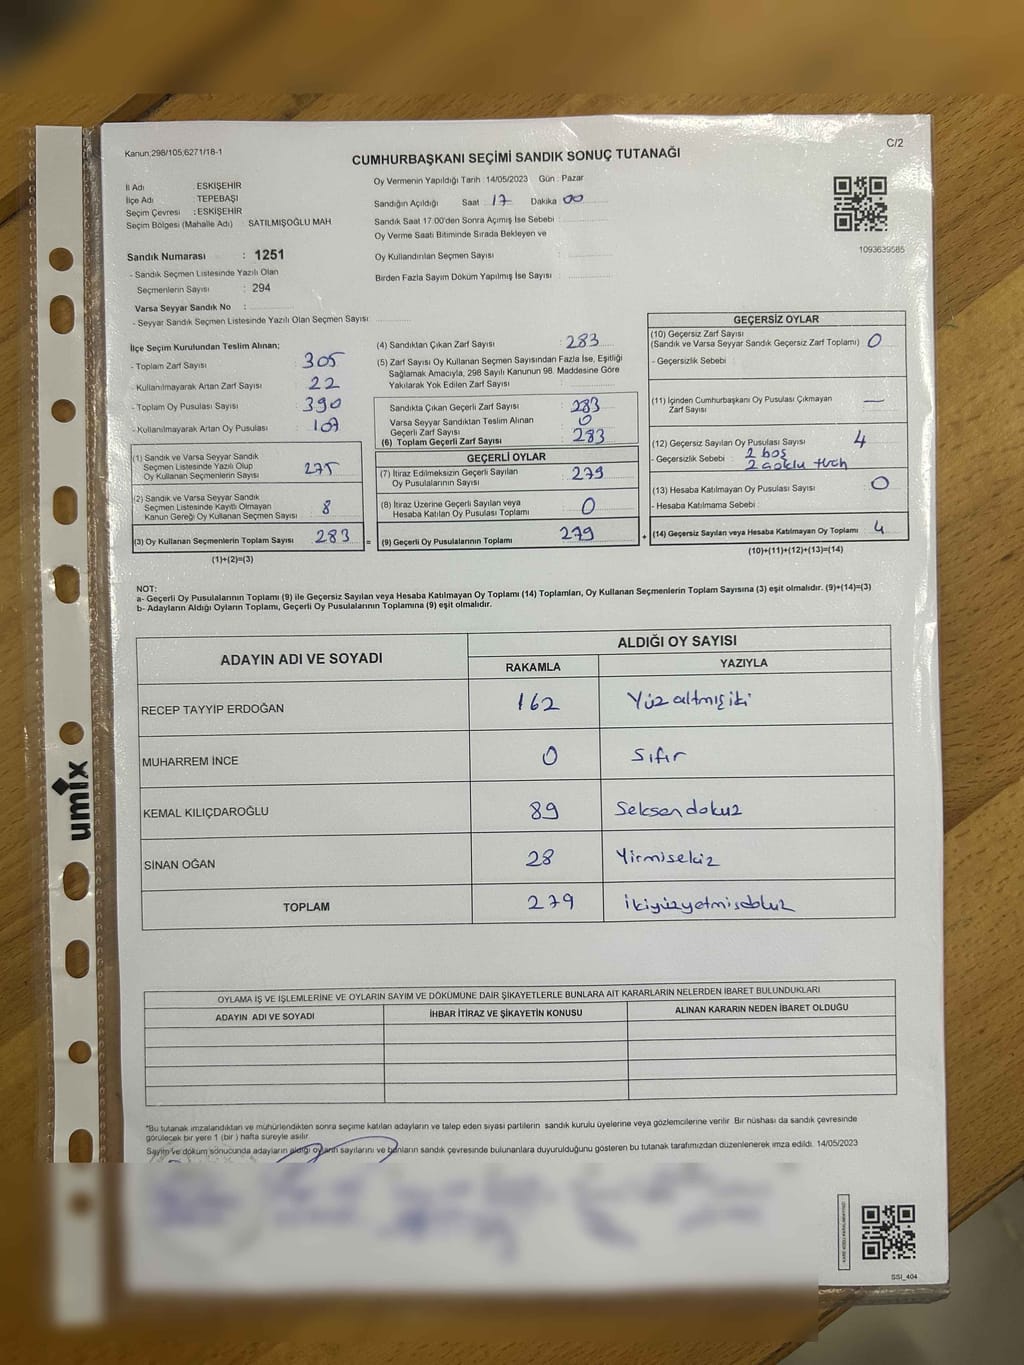 Kanun;298/105;6271/18-1
C/2
CUMHURBAŞKANI SEÇİMİ SANDIK SONUÇ TUTANAĞI
İl Adı : ESKİŞEHİR
İlçe Adı : TEPEBAŞI
Seçim Çevresi : ESKİŞEHİR
Seçim Bölgesi (Mahalle Adı) SATILMIŞOĞLU MAH.
Sandık Numarası : 1251
- Sandık Seçmen Listesinde Yazılı Olan
Seçmenlerin Sayısı : 294
Varsa Seyyar Sandık No :
- Seyyar Sandık Seçmen Listesinde Yazılı Olan Seçmen Sayısı:
Oy Vermenin Yapıldığı Tarih : 14/05/2023 Gün : Pazar
Sandığın Açıldığı Saat 17 Dakika 00
Sandık Saat 17.00'den Sonra Açımış İse Sebebi :
Oy Verme Saati Bitiminde Sırada Bekleyen ve
Oy Kullandırılan Seçmen Sayısı :
Birden Fazla Sayım Döküm Yapılmış İse Sayısı :
1093639585
İlçe Seçim Kurulundan Teslim Alınan;
- Toplam Zarf Sayısı : 305
- Kullanılmayarak Artan Zarf Sayısı : 22
- Toplam Oy Pusulası Sayısı : 390
- Kullanılmayarak Artan Oy Pusulası : 107
(1) Sandık ve Varsa Seyyar Sandık
Seçmen Listesinde Yazılı Olup
Oy Kullanan Seçmenlerin Sayısı : 275
(2) Sandık ve Varsa Seyyar Sandık
Seçmen Listesinde Kayıtlı Olmayan
Kanun Gereği Oy Kullanan Seçmen Sayısı : 8
(3) Oy Kullanan Seçmenlerin Toplam Sayısı : 283 =
(1)+(2)=(3)
(4) Sandıktan Çıkan Zarf Sayısı : 283
(5) Zarf Sayısı Oy Kullanan Seçmen Sayısından Fazla İse, Eşitliği
Sağlamak Amacıyla, 298 Sayılı Kanunun 98. Maddesine Göre
Yakılarak Yok Edilen Zarf Sayısı :
Sandıkta Çıkan Geçerli Zarf Sayısı : 283
Varsa Seyyar Sandıktan Teslim Alınan
Geçerli Zarf Sayısı : 0
(6) Toplam Geçerli Zarf Sayısı : 283
GEÇERLİ OYLAR
(7) İtiraz Edilmeksizin Geçerli Sayılan
Oy Pusulalarının Sayısı : 279
(8) İtiraz Üzerine Geçerli Sayılan veya
Hesaba Katılan Oy Pusulası Toplamı : 0
(9) Geçerli Oy Pusulalarının Toplamı : 279 +
GEÇERSİZ OYLAR
(10) Geçersiz Zarf Sayısı
(Sandık ve Varsa Seyyar Sandık Geçersiz Zarf Toplamı) : 0
- Geçersizlik Sebebi :
(11) İçinden Cumhurbaşkanı Oy Pusulası Çıkmayan
Zarf Sayısı : —
(12) Geçersiz Sayılan Oy Pusulası Sayısı : 4
- Geçersizlik Sebebi : 2 boş
2
(13) Hesaba Katılmayan Oy Pusulası Sayısı : 0
- Hesaba Katılmama Sebebi :
(14) Geçersiz Sayılan veya Hesaba Katılmayan Oy Toplamı : 4
(10)+(11)+(12)+(13)=(14)
NOT:
a- Geçerli Oy Pusulalarının Toplamı (9) ile Geçersiz Sayılan veya Hesaba Katılmayan Oy Toplamı (14) Toplamları, Oy Kullanan Seçmenlerin Toplam Sayısına (3) eşit olmalıdır. (9)+(14)=(3)
b- Adayların Aldığı Oyların Toplamı, Geçerli Oy Pusulalarının Toplamına (9) eşit olmalıdır.
ADAYIN ADI VE SOYADI
ALDIĞI OY SAYISI
RAKAMLA YAZIYLA
RECEP TAYYİP ERDOĞAN 162 Yüzaltmışiki
MUHARREM İNCE 0 Sıfır
KEMAL KILIÇDAROĞLU 89 Seksendokuz
SİNAN OĞAN 28 Yirmisekiz
TOPLAM 279
OYLAMA İŞ VE İŞLEMLERİNE VE OYLARIN SAYIM VE DÖKÜMÜNE DAİR ŞİKAYETLERLE BUNLARA AİT KARARLARIN NELERDEN İBARET BULUNDUKLARI
ADAYIN ADI VE SOYADI İHBAR İTİRAZ VE ŞİKAYETİN KONUSU ALINAN KARARIN NEDEN İBARET OLDUĞU
*Bu tutanak imzalandıktan ve mühürlendikten sonra seçime katılan adayların ve talep eden siyasi partilerin sandık kurulu üyelerine veya gözlemcilerine verilir. Bir nüshası da sandık çevresinde
görülecek bir yere 1 (bir) hafta süreyle asılır.
Sayım ve döküm sonucunda adayların aldığı oyların sayılarını ve bunların sandık çevresinde bulunanlara duyurulduğunu gösteren bu tutanak tarafımızdan düzenlenerek imza edildi. 14/05/2023
SSI_404
umix